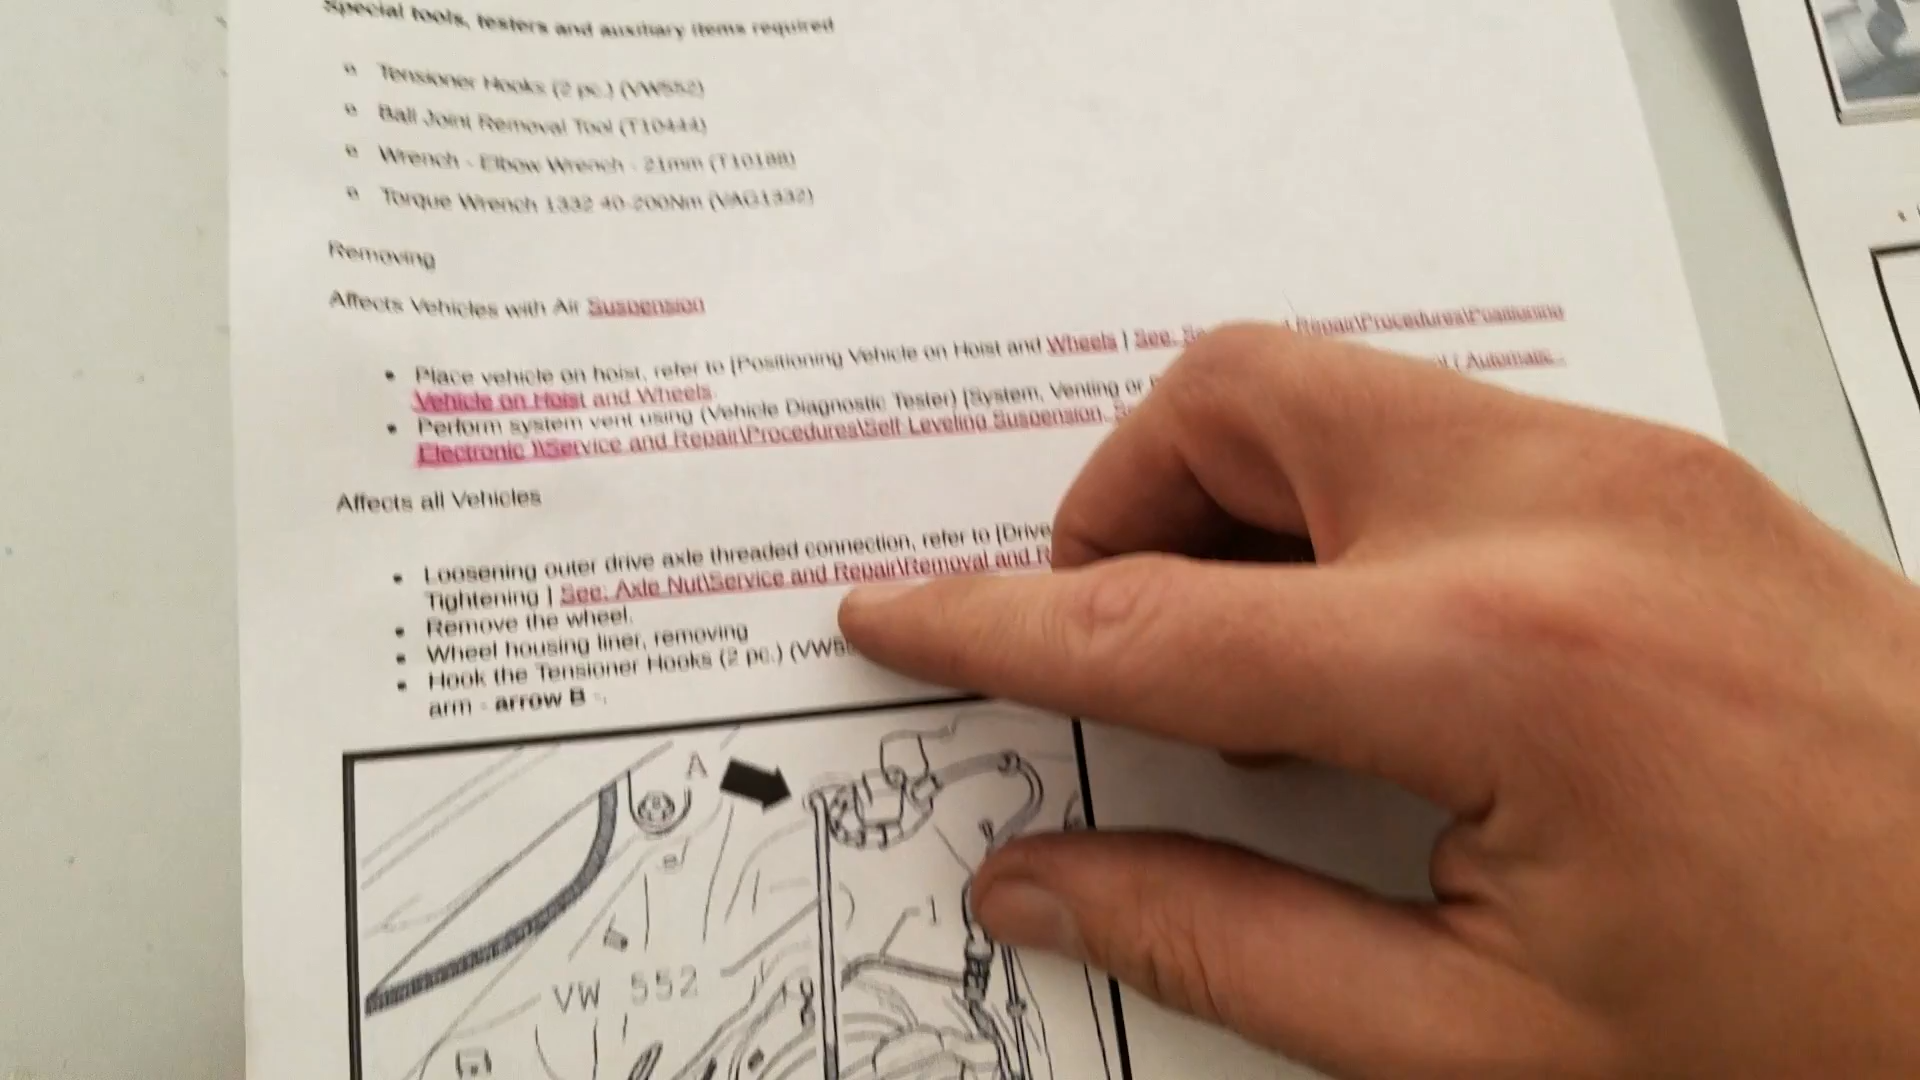 Special tools, testers and auxiliary items required
Tensioner Hooks (2 pc.) (VW552)
Ball Joint Removal Tool (T10444)
Wrench - Elbow Wrench - 21mm (T10188)
Torque Wrench 1332 40-200Nm (VAG1332)
Removing
Affects Vehicles with Air Suspension
Place vehicle on hoist, refer to [Positioning Vehicle on Hoist and Wheels ] See: Repair\Procedures\Positioning
Vehicle on Hoist and Wheels.
Perform system vent using (Vehicle Diagnostic Tester) [System, Venting or ( Automatic -
Electronic )\Service and Repair\Procedures\Self Leveling Suspension,
Affects all Vehicles
Loosening outer drive axle threaded connection, refer to [Drive
Tightening ] See: Axle Nut\Service and Repair\Removal and
Remove the wheel.
Wheel housing liner, removing
Hook the Tensioner Hooks (2 pc.)
arm - arrow B -.
A
1
VW 552